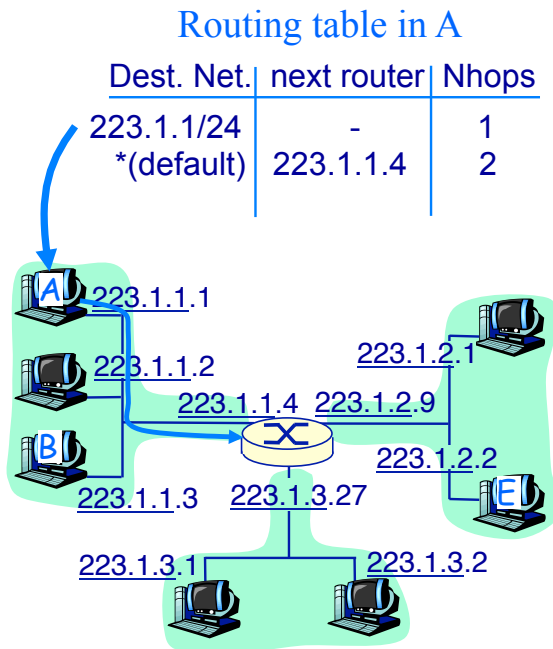 Routing table in A
Dest. Net. next router Nhops
223.1.1/24 - 1
*(default) 223.1.1.4 2
A
223.1.1.1
223.1.1.2
B
223.1.1.3
223.1.1.4
223.1.2.9
223.1.2.1
223.1.2.2
E
223.1.3.27
223.1.3.1
223.1.3.2